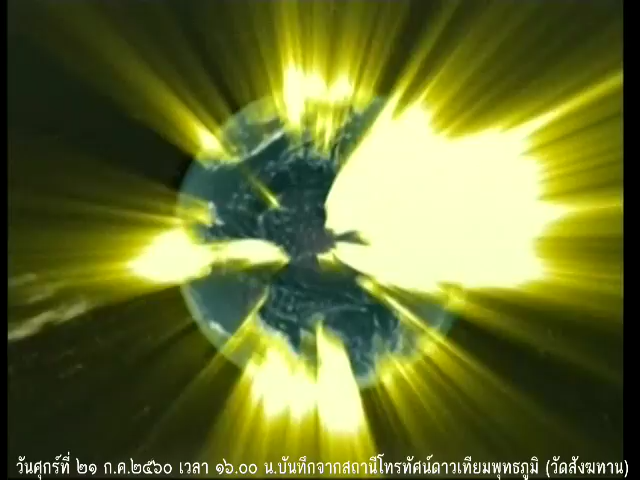 วันศุกร์ที่ ๒๑ ก.ค.๒๕๖๐ เวลา ๑๖.๐๐ น.บันทึกจากสถานีโทรทัศน์ดาวเทียมพุทธภูมิ (วัดสังฆทาน)